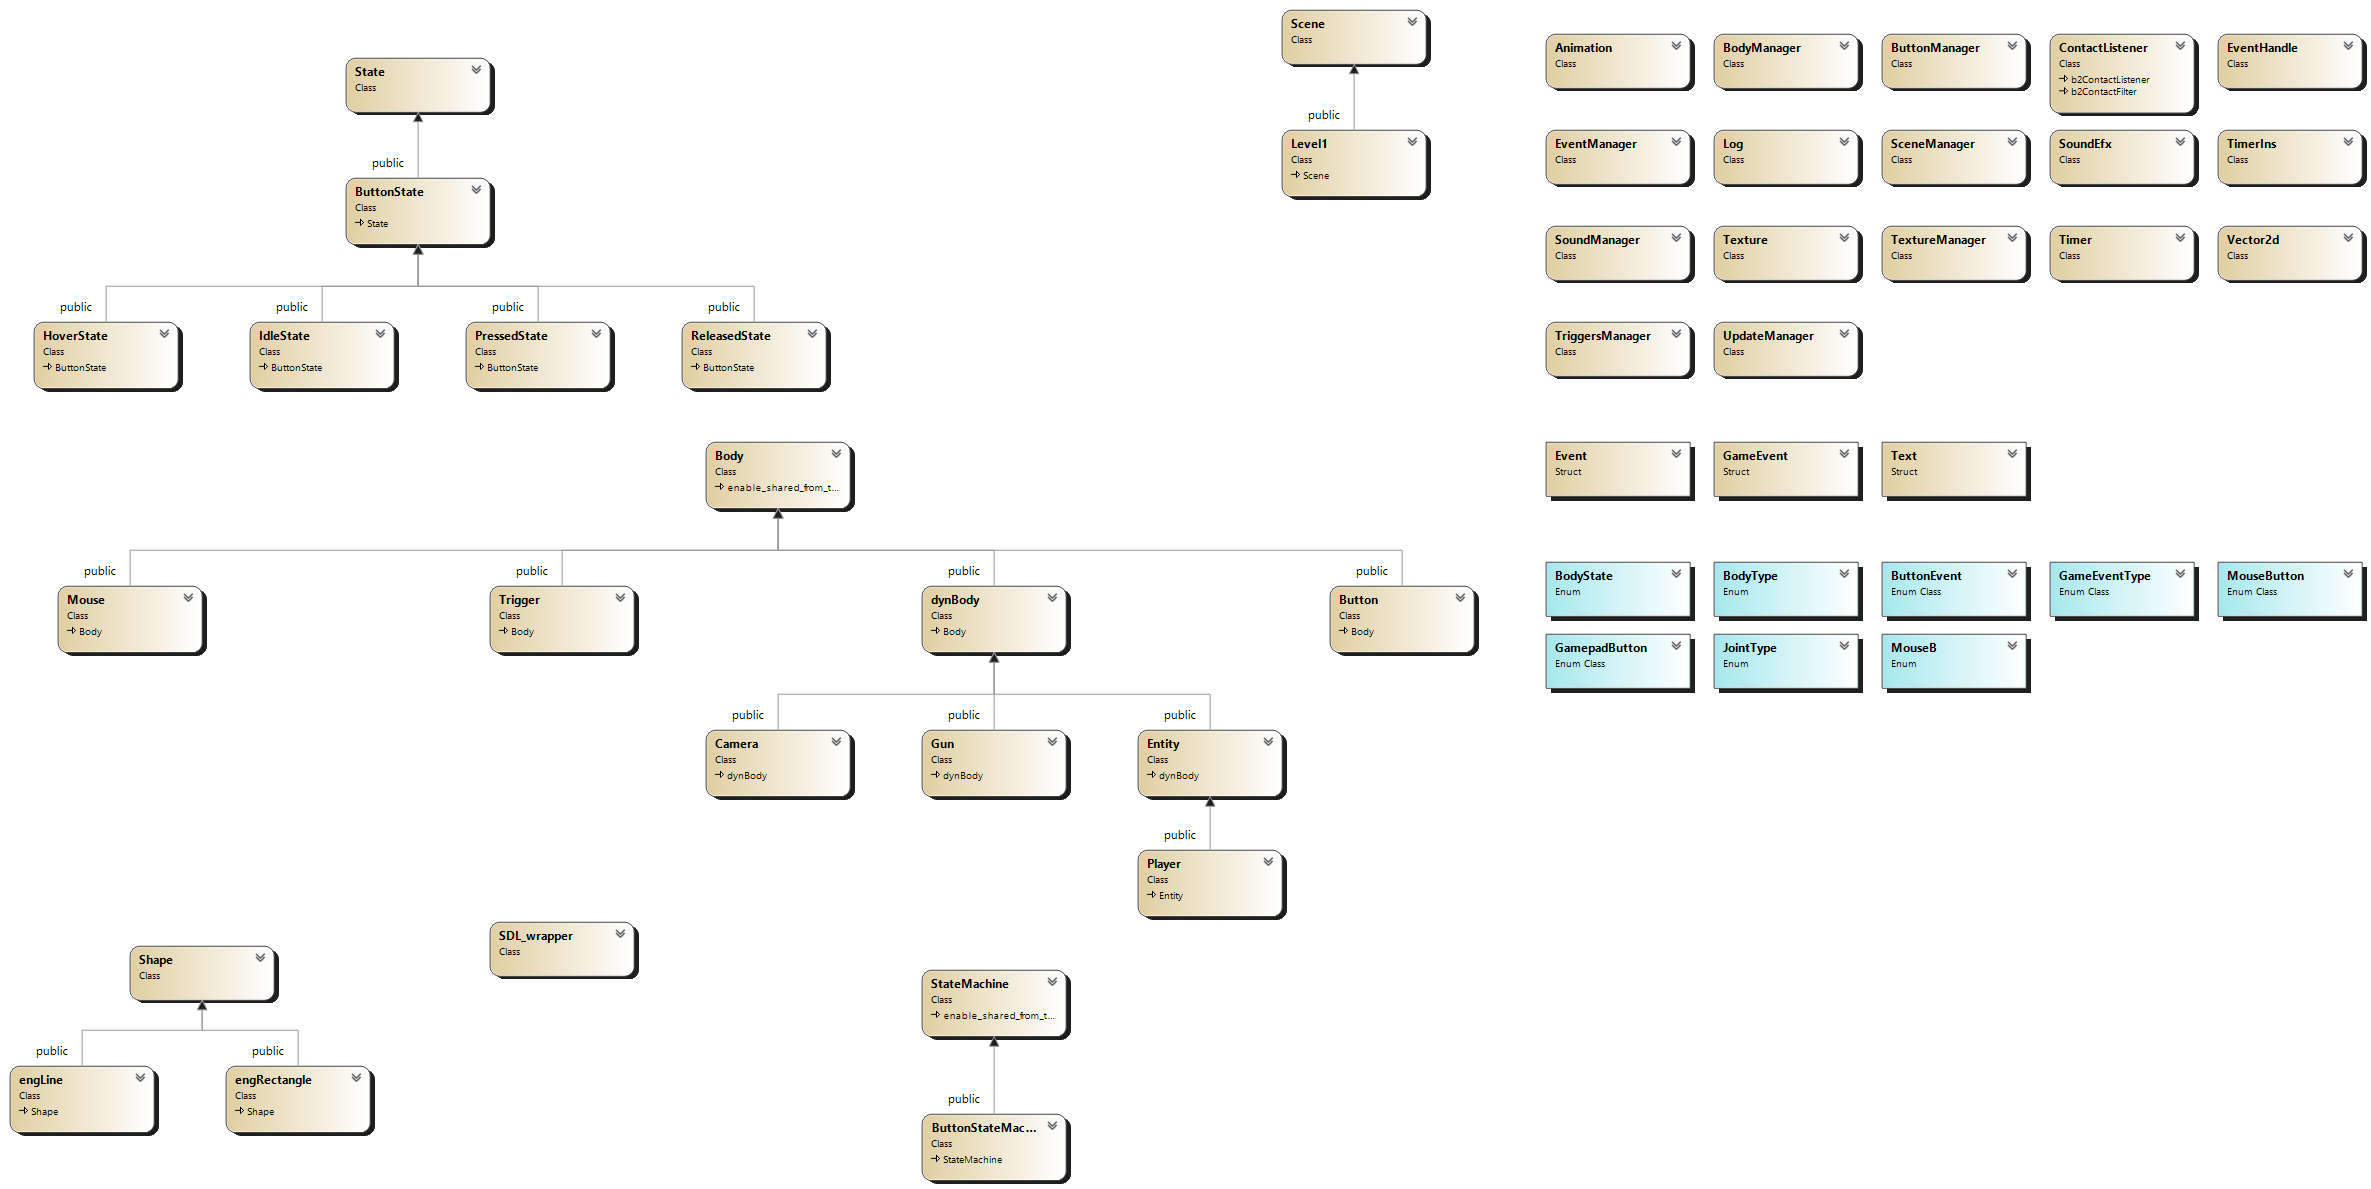 State
Class
public
ButtonState
Class
State
public
public
public
public
HoverState
Class
ButtonState
IdleState
Class
ButtonState
PressedState
Class
ButtonState
ReleasedState
Class
ButtonState
Scene
Class
public
Level1
Class
Scene
Body
Class
enable_shared_from_t...
public
public
public
public
Mouse
Class
Body
Trigger
Class
Body
dynBody
Class
Body
Button
Class
Body
public
public
public
Camera
Class
dynBody
Gun
Class
dynBody
Entity
Class
dynBody
public
Player
Class
Entity
Shape
Class
public
public
engLine
Class
Shape
engRectangle
Class
Shape
SDL_wrapper
Class
StateMachine
Class
enable_shared_from_t...
public
ButtonStateMac...
Class
StateMachine
Animation
Class
BodyManager
Class
ButtonManager
Class
ContactListener
Class
b2ContactListener
b2ContactFilter
EventHandle
Class
EventManager
Class
Log
Class
SceneManager
Class
SoundEfx
Class
TimerIns
Class
SoundManager
Class
Texture
Class
TextureManager
Class
Timer
Class
Vector2d
Class
TriggersManager
Class
UpdateManager
Class
Event
Struct
GameEvent
Struct
Text
Struct
BodyState
Enum
BodyType
Enum
ButtonEvent
Enum Class
GameEventType
Enum Class
MouseButton
Enum Class
GamepadButton
Enum Class
JointType
Enum
MouseB
Enum